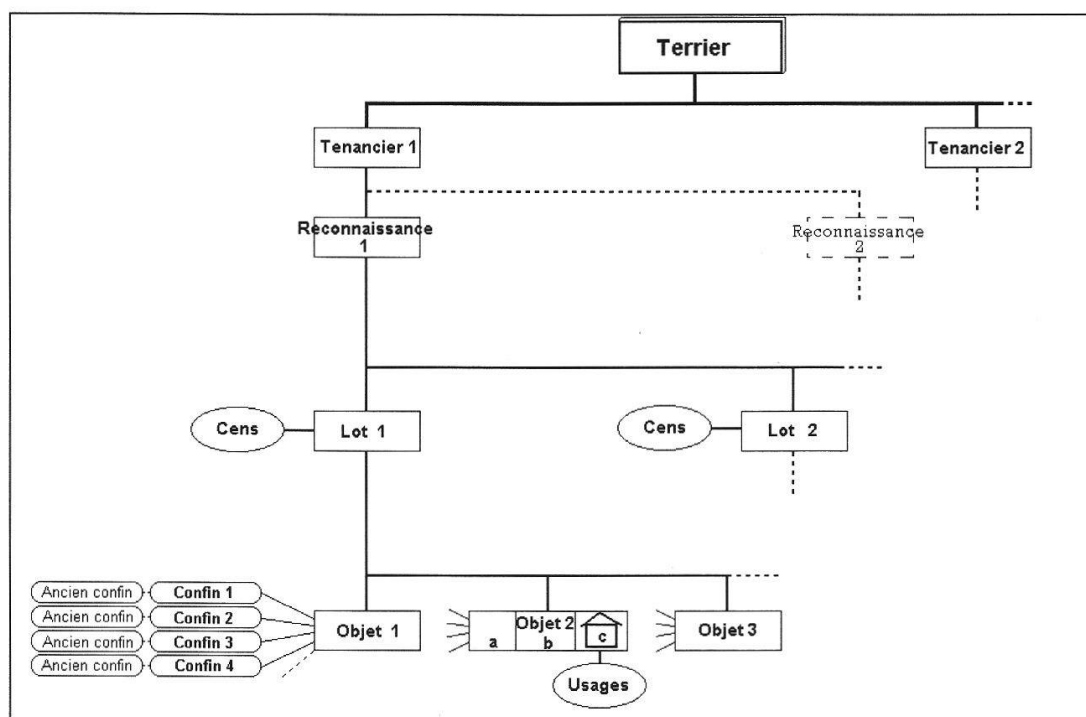 Terrier
Tenancier 1
Tenancier 2
Reconnaissance
1
Reconnaissance
2
Cens
Lot 1
Cens
Lot 2
Ancien confin
Confin 1
Ancien confin
Confin 2
Ancien confin
Confin 3
Ancien confin
Confin 4
Objet 1
a
Objet 2
b
c
Objet 3
Usages